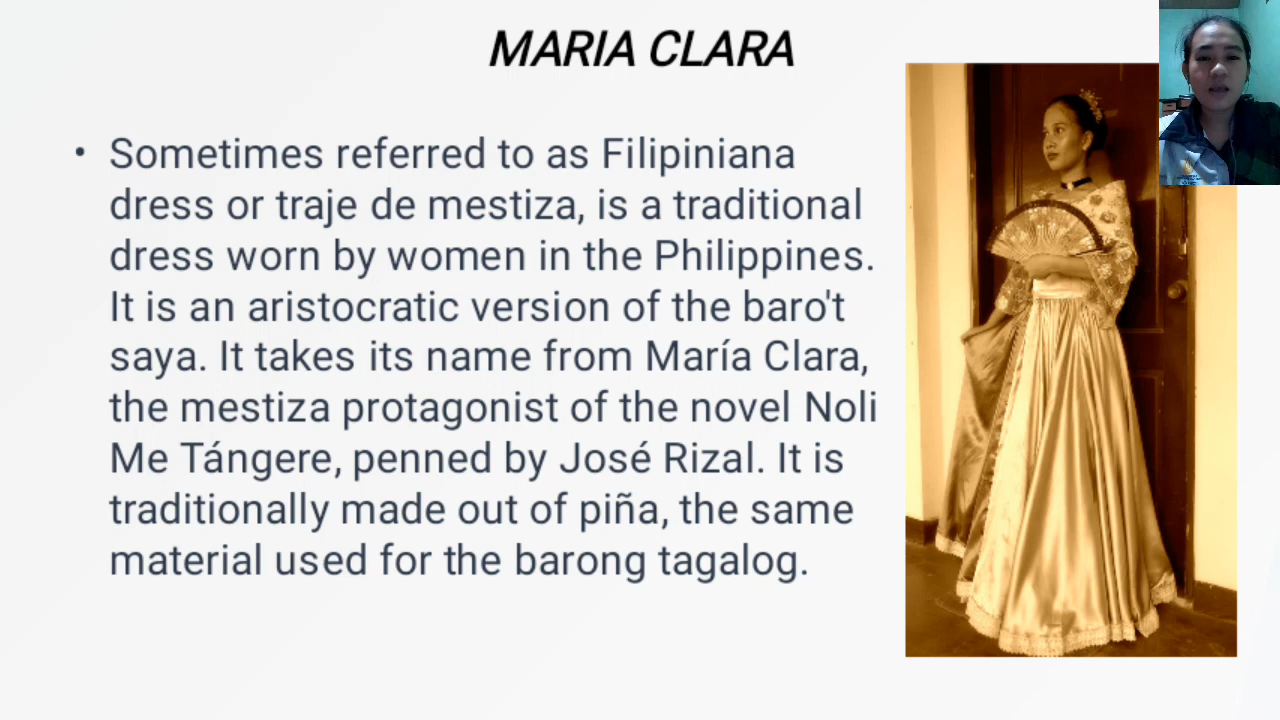 MARIA CLARA
• Sometimes referred to as Filipiniana
dress or traje de mestiza, is a traditional
dress worn by women in the Philippines.
It is an aristocratic version of the baro't
saya. It takes its name from María Clara,
the mestiza protagonist of the novel Noli
Me Tángere, penned by José Rizal. It is
traditionally made out of piña, the same
material used for the barong tagalog.